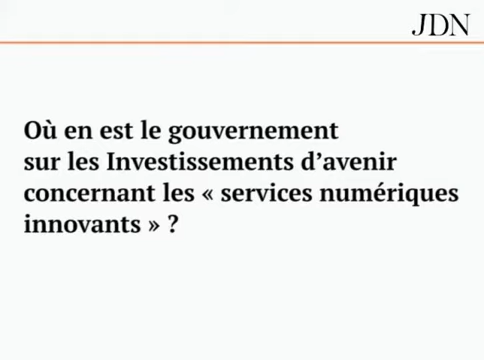 JDN
Où en est le gouvernement
sur les Investissements d’avenir
concernant les « services numériques
innovants » ?